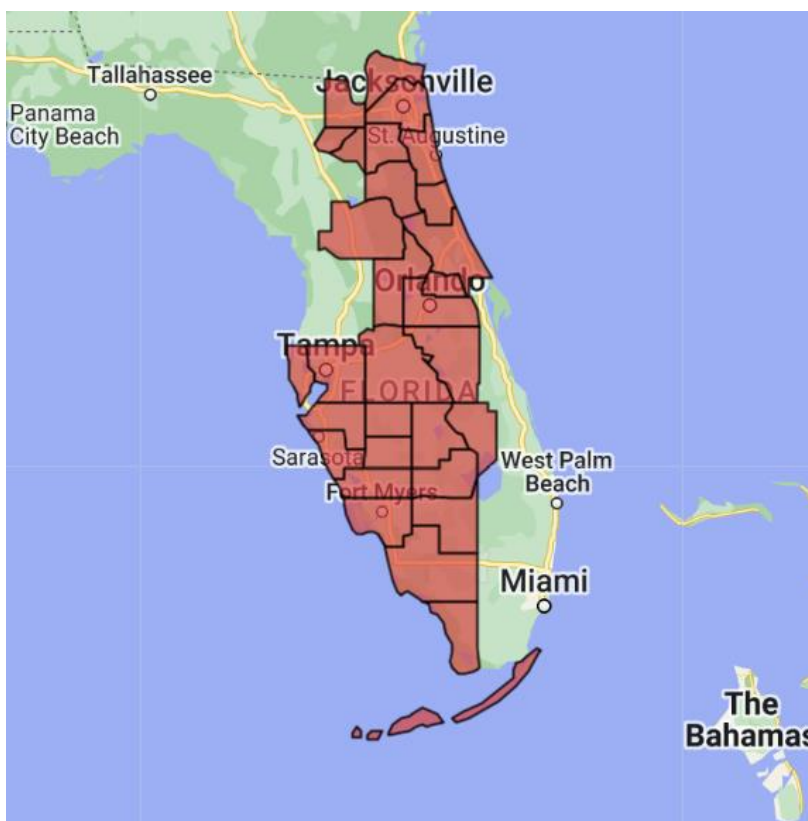 Tallahassee
Jacksonville
Panama
City Beach
St. Augustine
Orlando
Tampa
FLORIDA
Sarasota
West Palm
Beach
Fort Myers
Miami
The
Bahamas